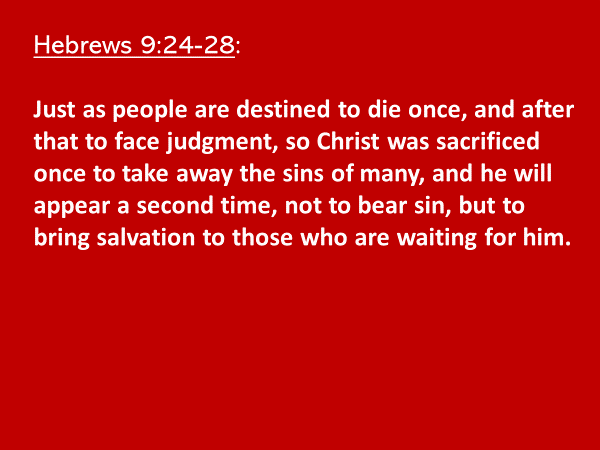 Hebrews 9:24-28:
Just as people are destined to die once, and after
that to face judgment, so Christ was sacrificed
once to take away the sins of many, and he will
appear a second time, not to bear sin, but to
bring salvation to those who are waiting for him.